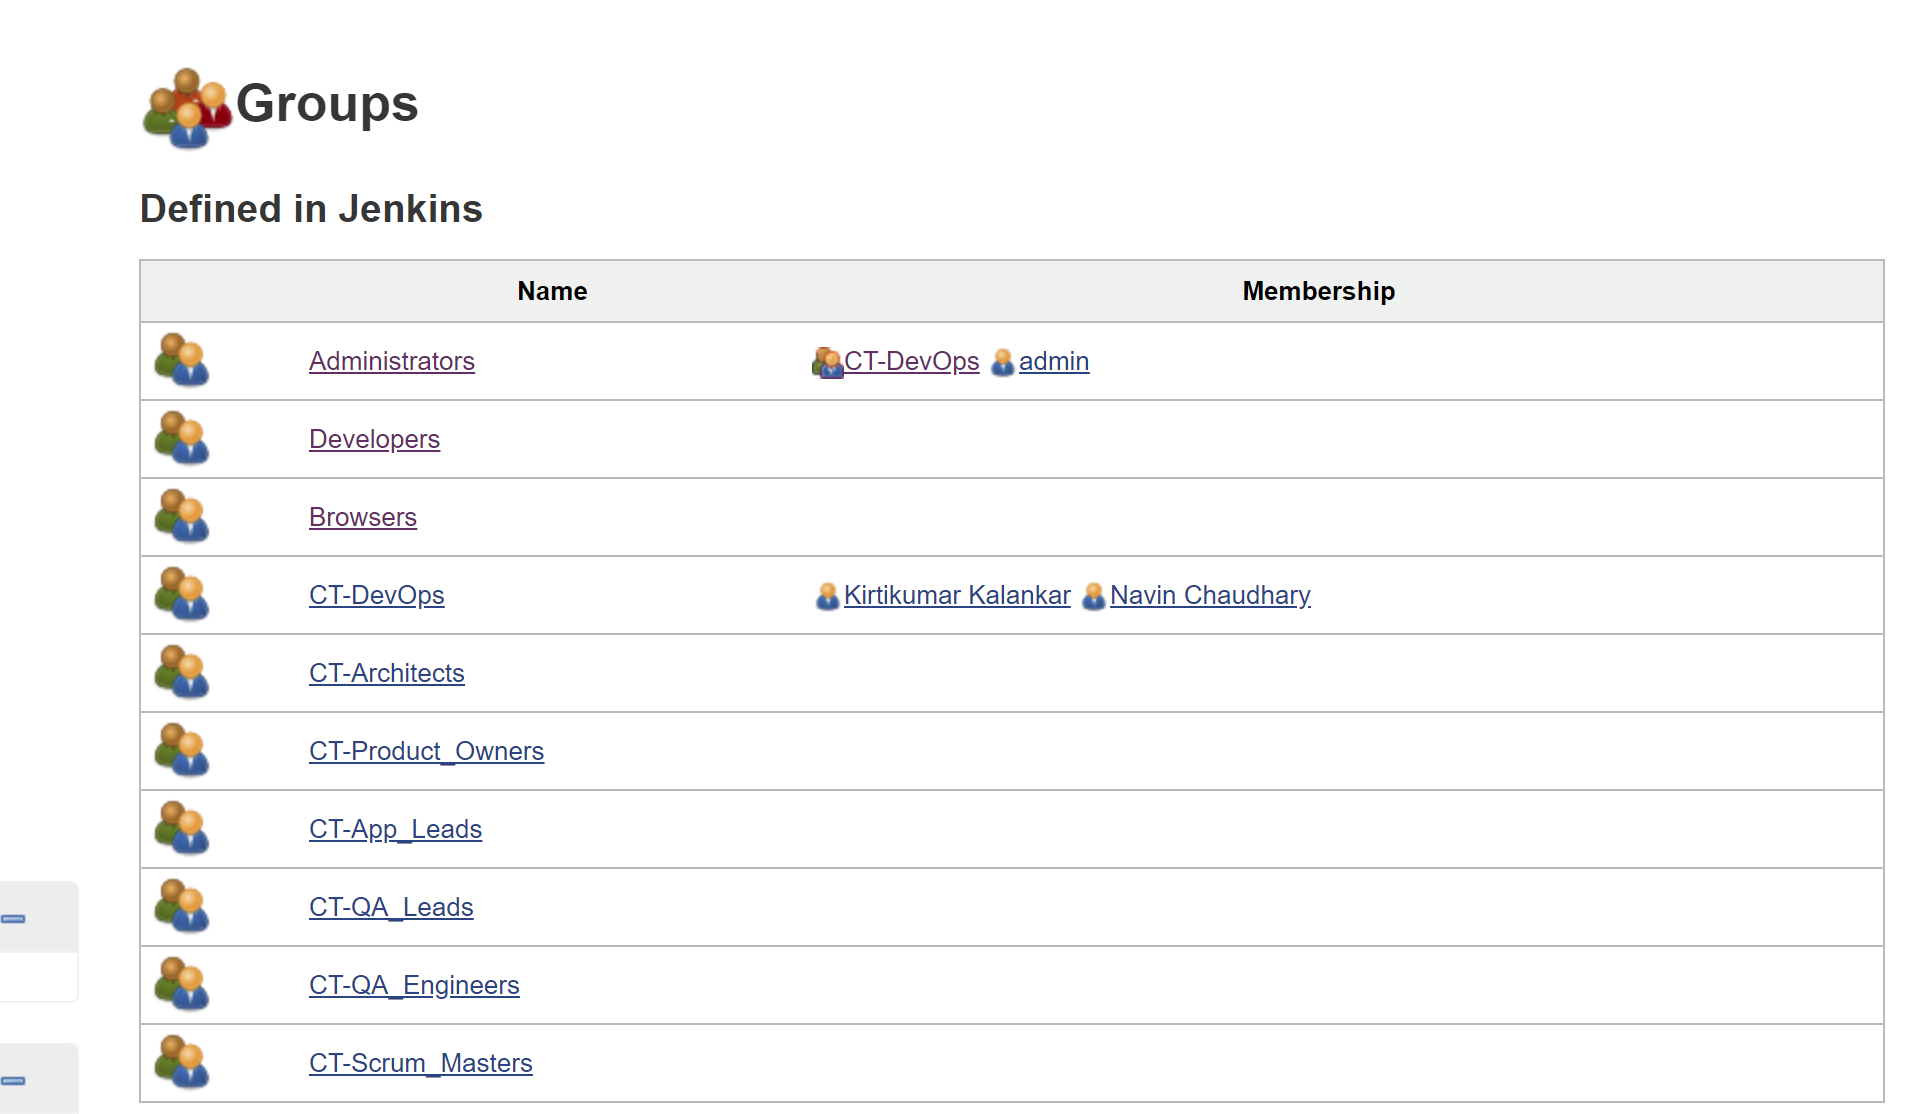 Groups
Defined in Jenkins
Name Membership
Administrators CT-DevOps admin
Developers
Browsers
CT-DevOps Kirtikumar Kalankar Navin Chaudhary
CT-Architects
CT-Product_Owners
CT-App_Leads
CT-QA_Leads
CT-QA_Engineers
CT-Scrum_Masters